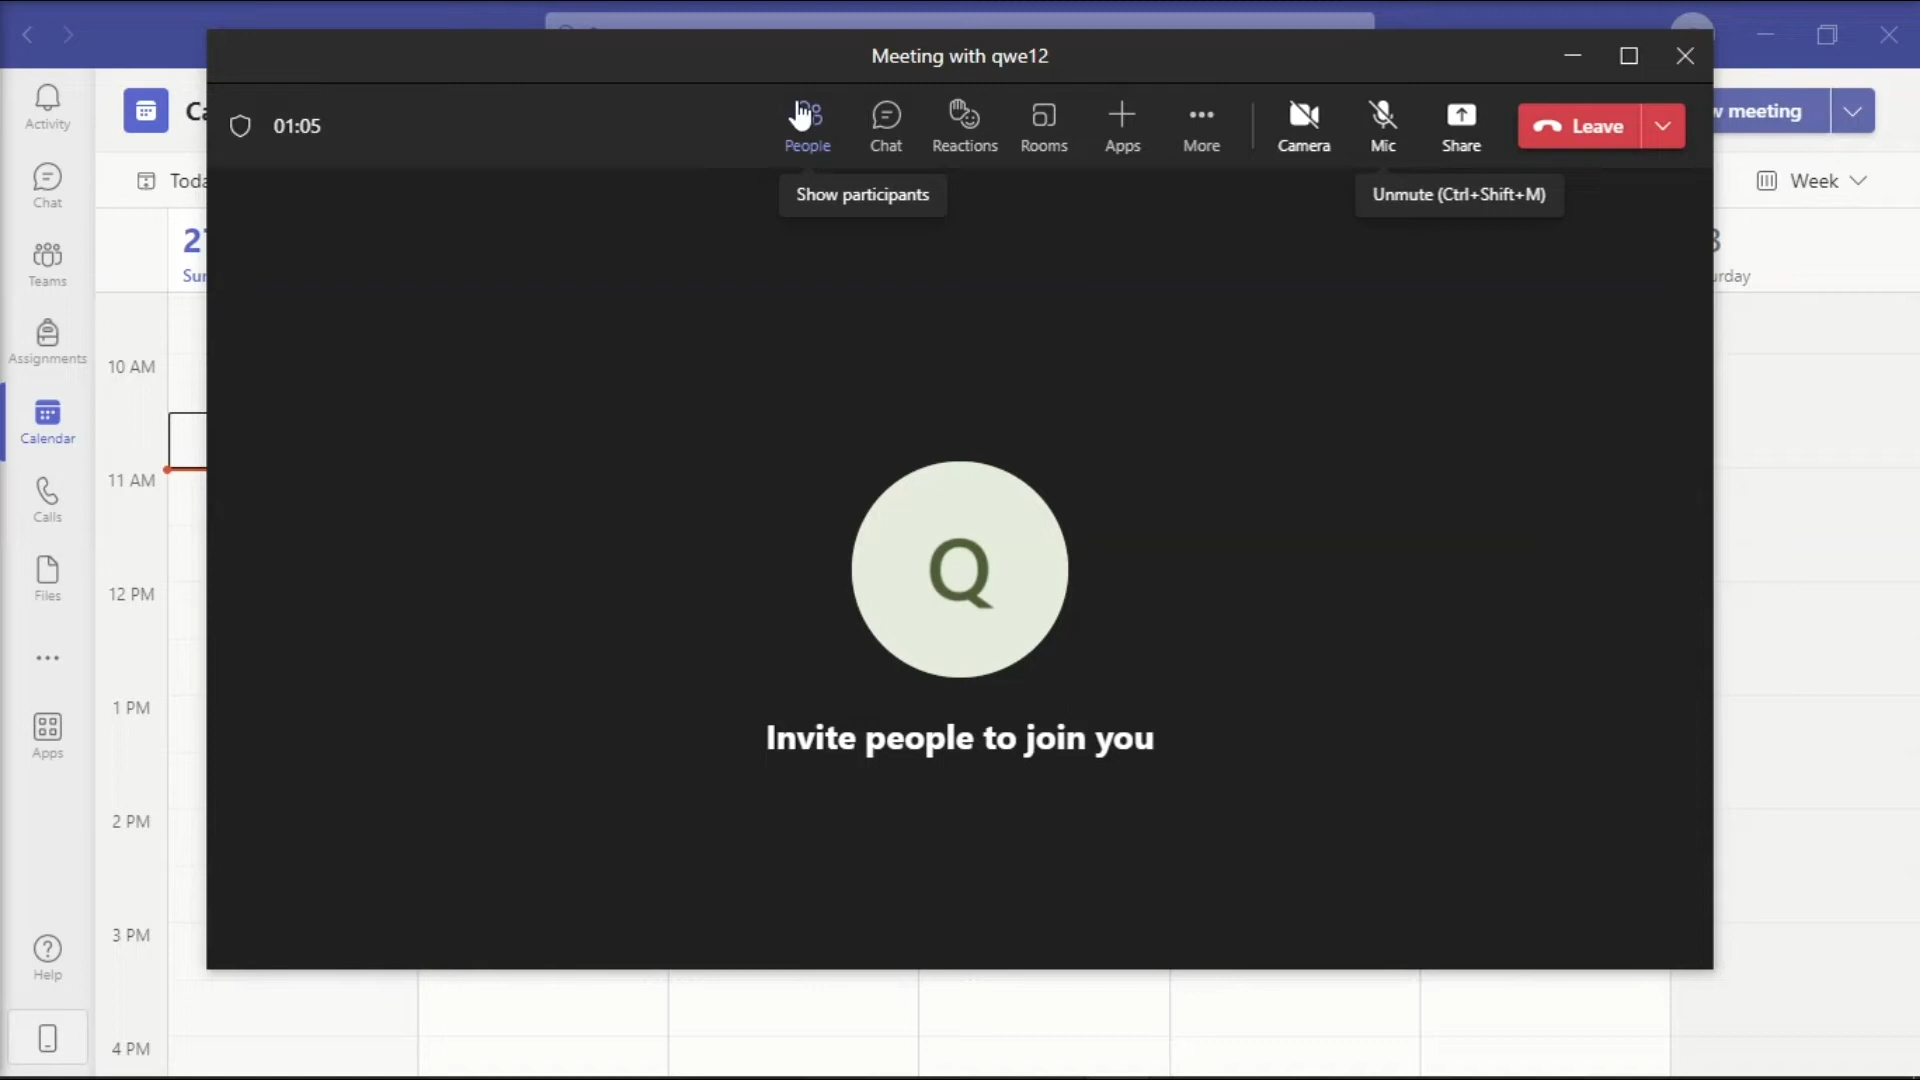 Meeting with qwe12
01:05
People
Chat
Reactions
Rooms
Apps
More
Camera
Mic
Share
Leave
Show participants
Unmute (Ctrl+Shift+M)
Q
Invite people to join you
Activity
Chat
Teams
Assignments
Calendar
Calls
Files
Apps
Help
meeting
Week
10 AM
11 AM
12 PM
1 PM
2 PM
3 PM
4 PM